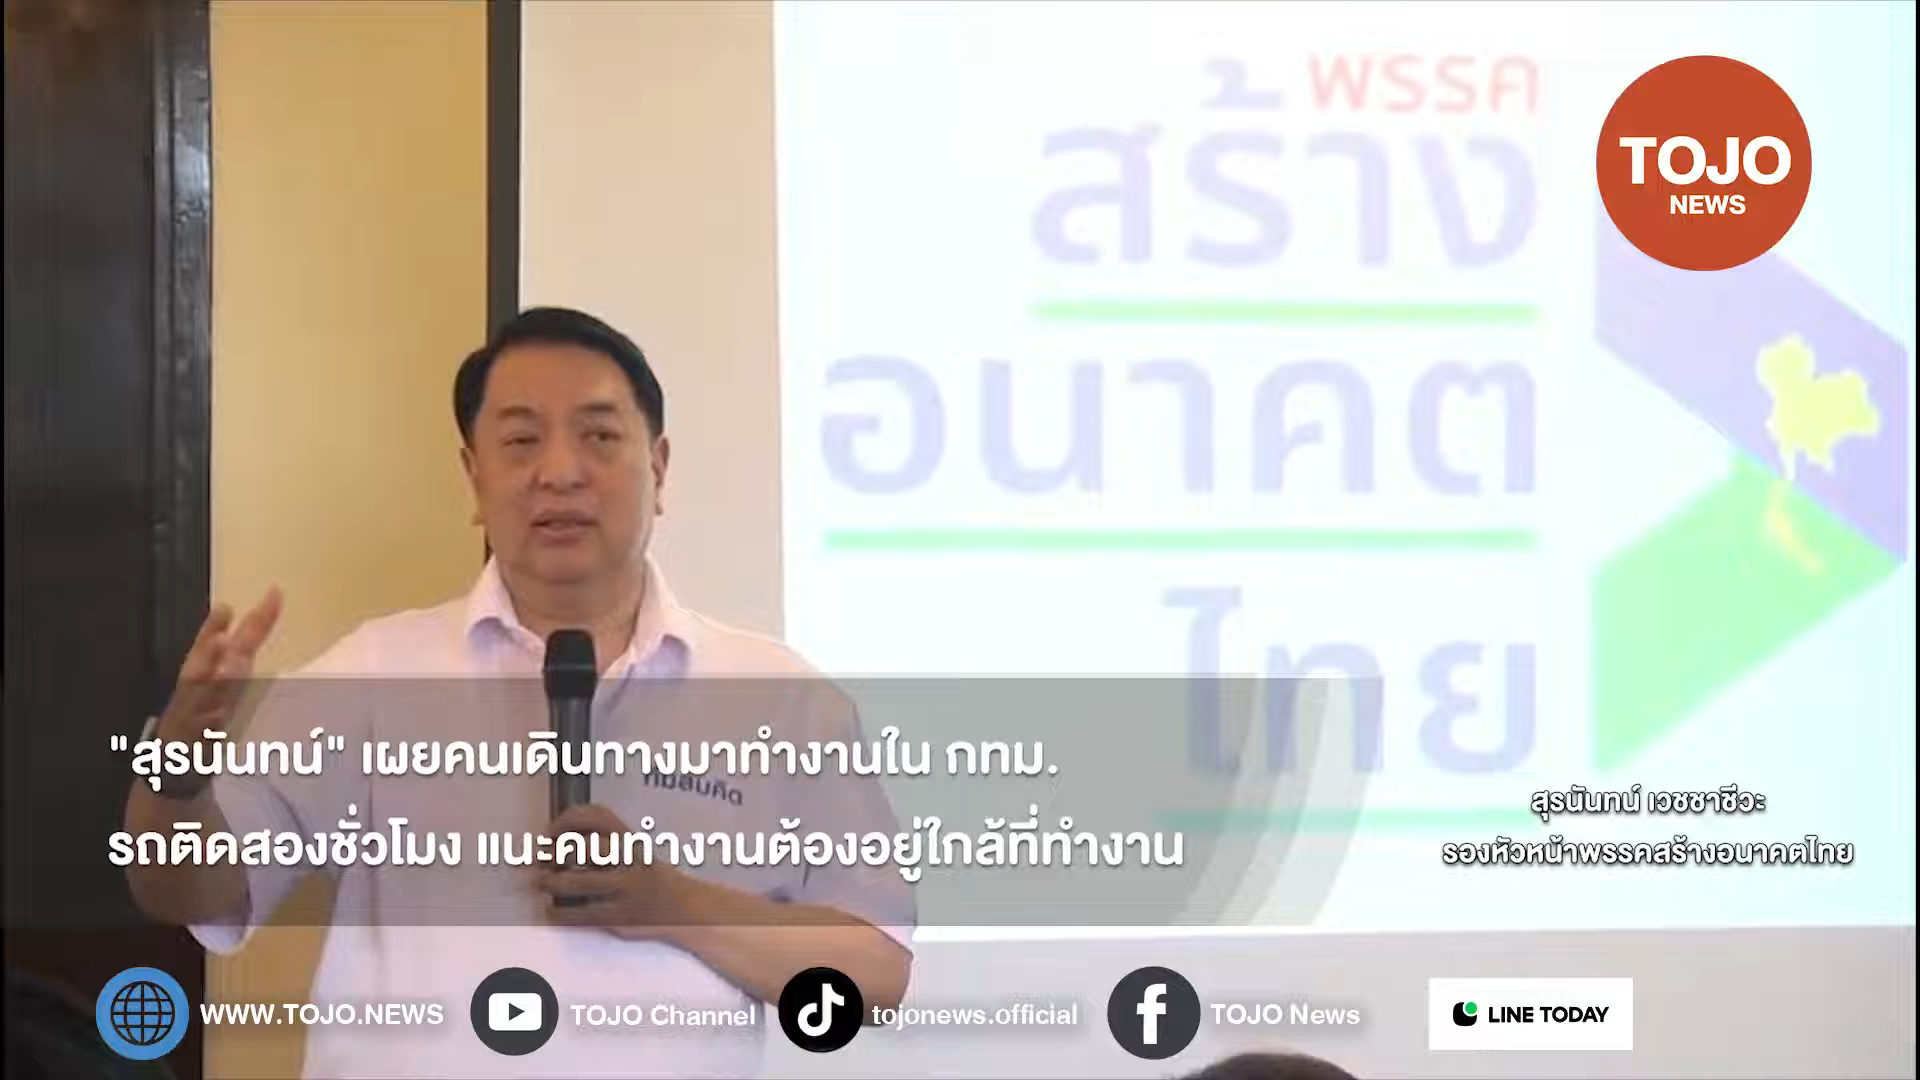 พรรค
สร้าง
อนาคต
ไทย
TOJO
NEWS
"สุรนันทน์" เผยคนเดินทางมาทำงานใน กทม.
รถติดสองชั่วโมง แนะคนทำงานต้องอยู่ใกล้ที่ทำงาน
ทีมสมคิด
สุรนันทน์ เวชชาชีวะ
รองหัวหน้าพรรคสร้างอนาคตไทย
WWW.TOJO.NEWS
TOJO Channel
tojonews.official
TOJO News
LINE TODAY